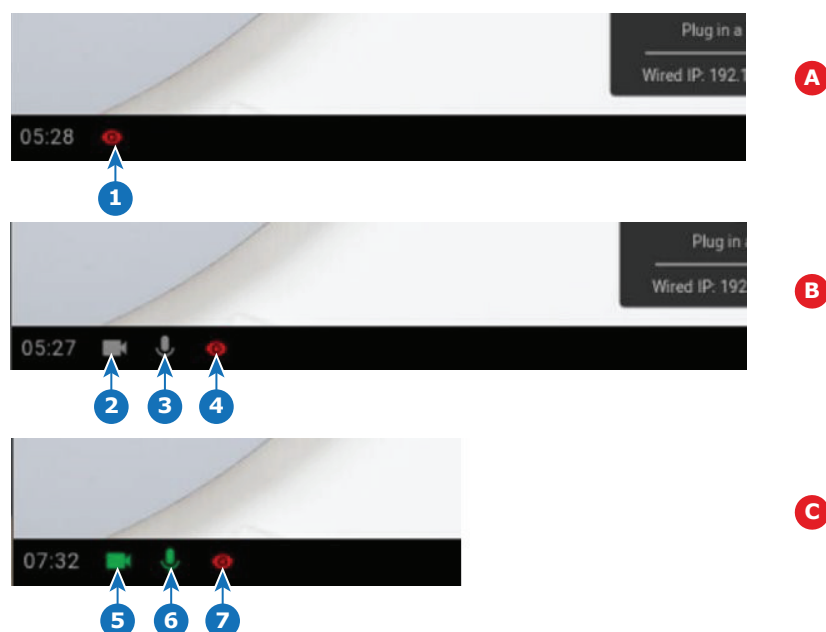 Plug in a
Wired IP: 192.1
A
05:28
1
Plug in
Wired IP: 192
B
05:27
2 3 4
C
07:32
5 6 7